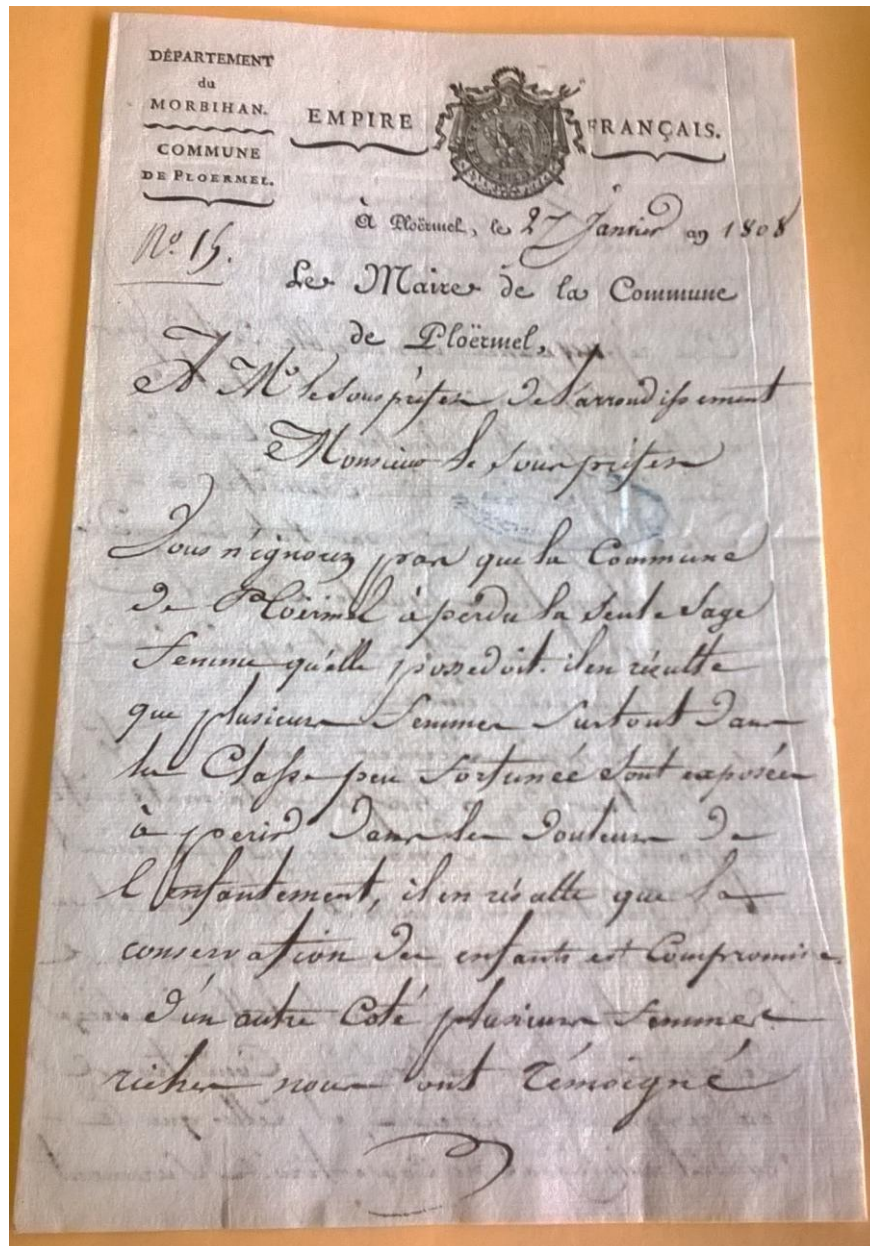 DÉPARTEMENT
du
MORBIHAN.
COMMUNE
DE PLOERMEL.
EMPIRE FRANÇAIS.
À Ploërmel, le 27 Janvier an 1808
N.º 15.
Le Maire de la Commune
de Ploërmel,
A Mr le sous préfet de l'arrondissement
Monsieur le sous préfet
Vous n'ignorez pas que la Commune
de Ploërmel à perdu la seule sage
femme qu'elle possedoit. il en résulte
que plusieurs femmes surtout dans
la Classe peu fortunée sont exposées
à perir dans les douleurs de
l'enfantement, il en résulte que la
conservation des enfants est Compromise
d'un autre Coté plusieurs femmes
riches nous ont témoigné